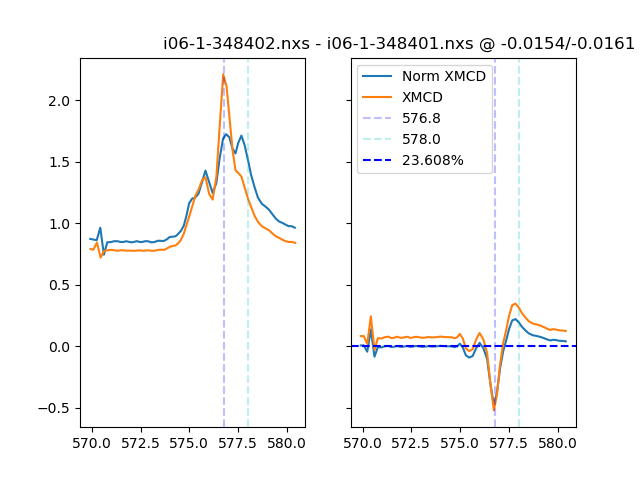 i06-1-348402.nxs - i06-1-348401.nxs @ -0.0154/-0.0161
Norm XMCD
XMCD
576.8
578.0
23.608%
2.0
1.5
1.0
0.5
0.0
−0.5
570.0 572.5 575.0 577.5 580.0
570.0 572.5 575.0 577.5 580.0